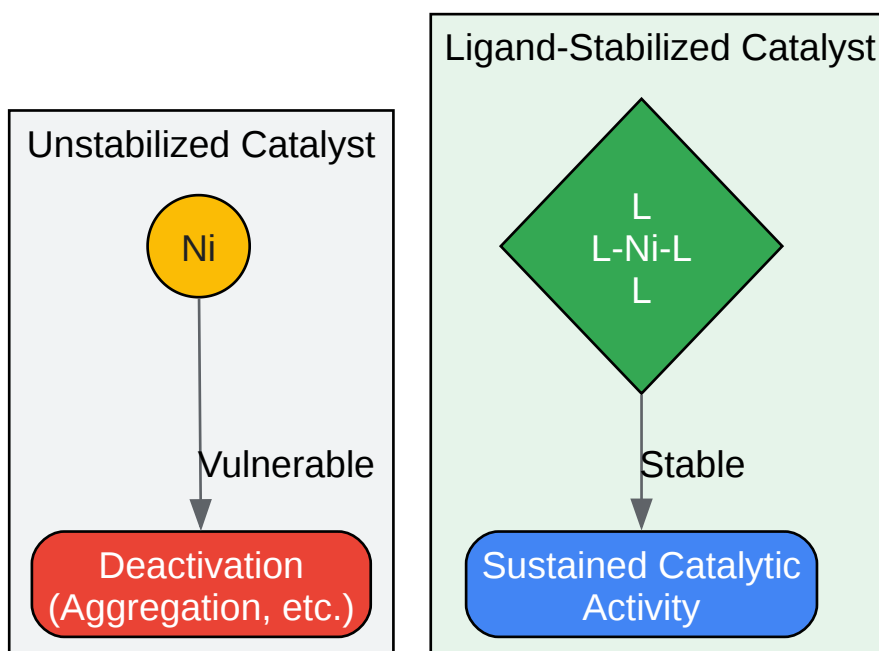 Unstabilized Catalyst
Ni
Vulnerable
Deactivation
(Aggregation, etc.)
Ligand-Stabilized Catalyst
L
L-Ni-L
L
Stable
Sustained Catalytic
Activity